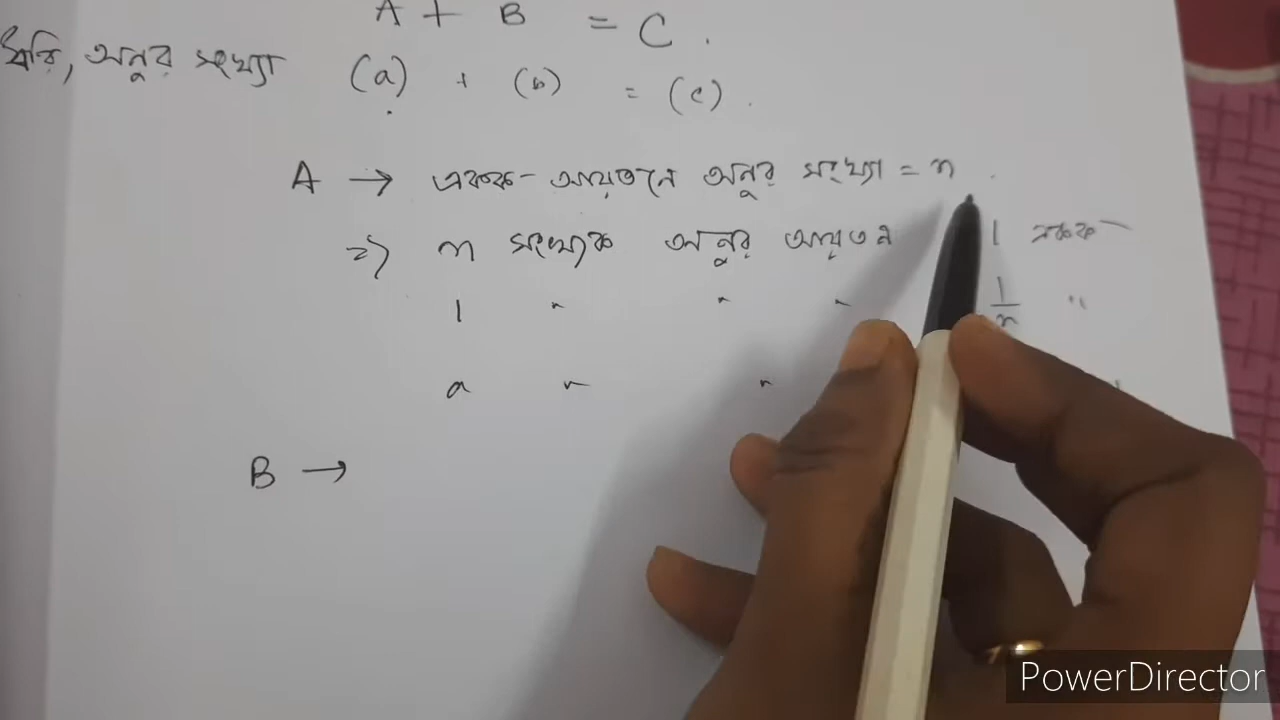 A + B = C.
ধরি, অনুর সংখ্যা (a) + (b) = (c).
A → একক আয়তনে অনুর সংখ্যা = n.
⇒ n সংখ্যক অনুর আয়তন 1 একক
1 " " " 1/n "
a " "
B →
PowerDirector